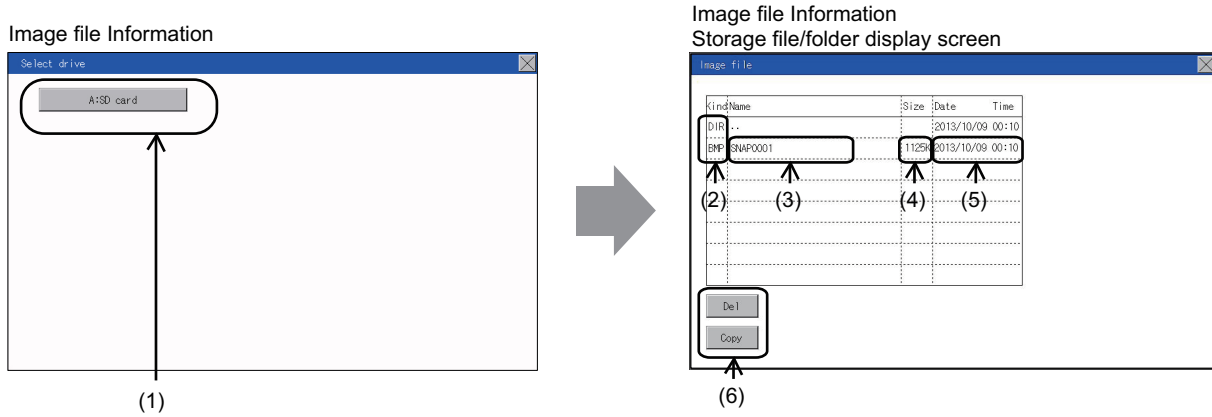 Image file Information
Select drive
A:SD card
(1)
Image file Information
Storage file/folder display screen
Image file
Kind Name Size Date Time
DIR .. 2013/10/09 00:10
BMP SNAP0001 1125K 2013/10/09 00:10
(2) (3) (4) (5)
Del
Copy
(6)